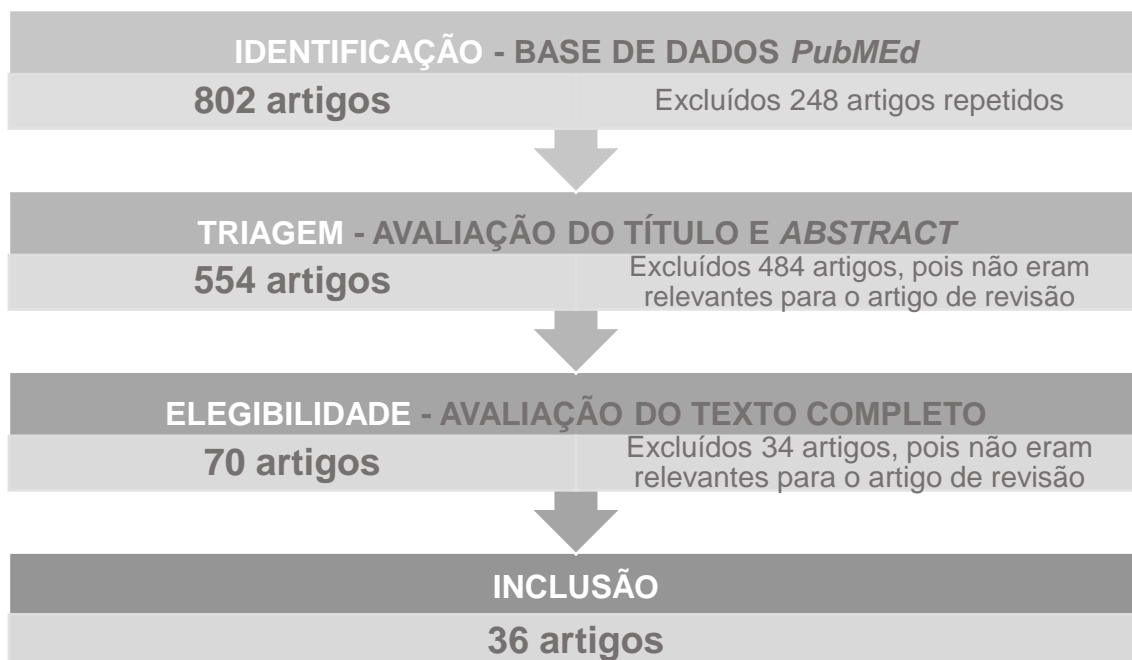 IDENTIFICAÇÃO - BASE DE DADOS PubMEd
802 artigos
Excluídos 248 artigos repetidos
TRIAGEM - AVALIAÇÃO DO TÍTULO E ABSTRACT
554 artigos
Excluídos 484 artigos, pois não eram
relevantes para o artigo de revisão
ELEGIBILIDADE - AVALIAÇÃO DO TEXTO COMPLETO
70 artigos
Excluídos 34 artigos, pois não eram
relevantes para o artigo de revisão
INCLUSÃO
36 artigos